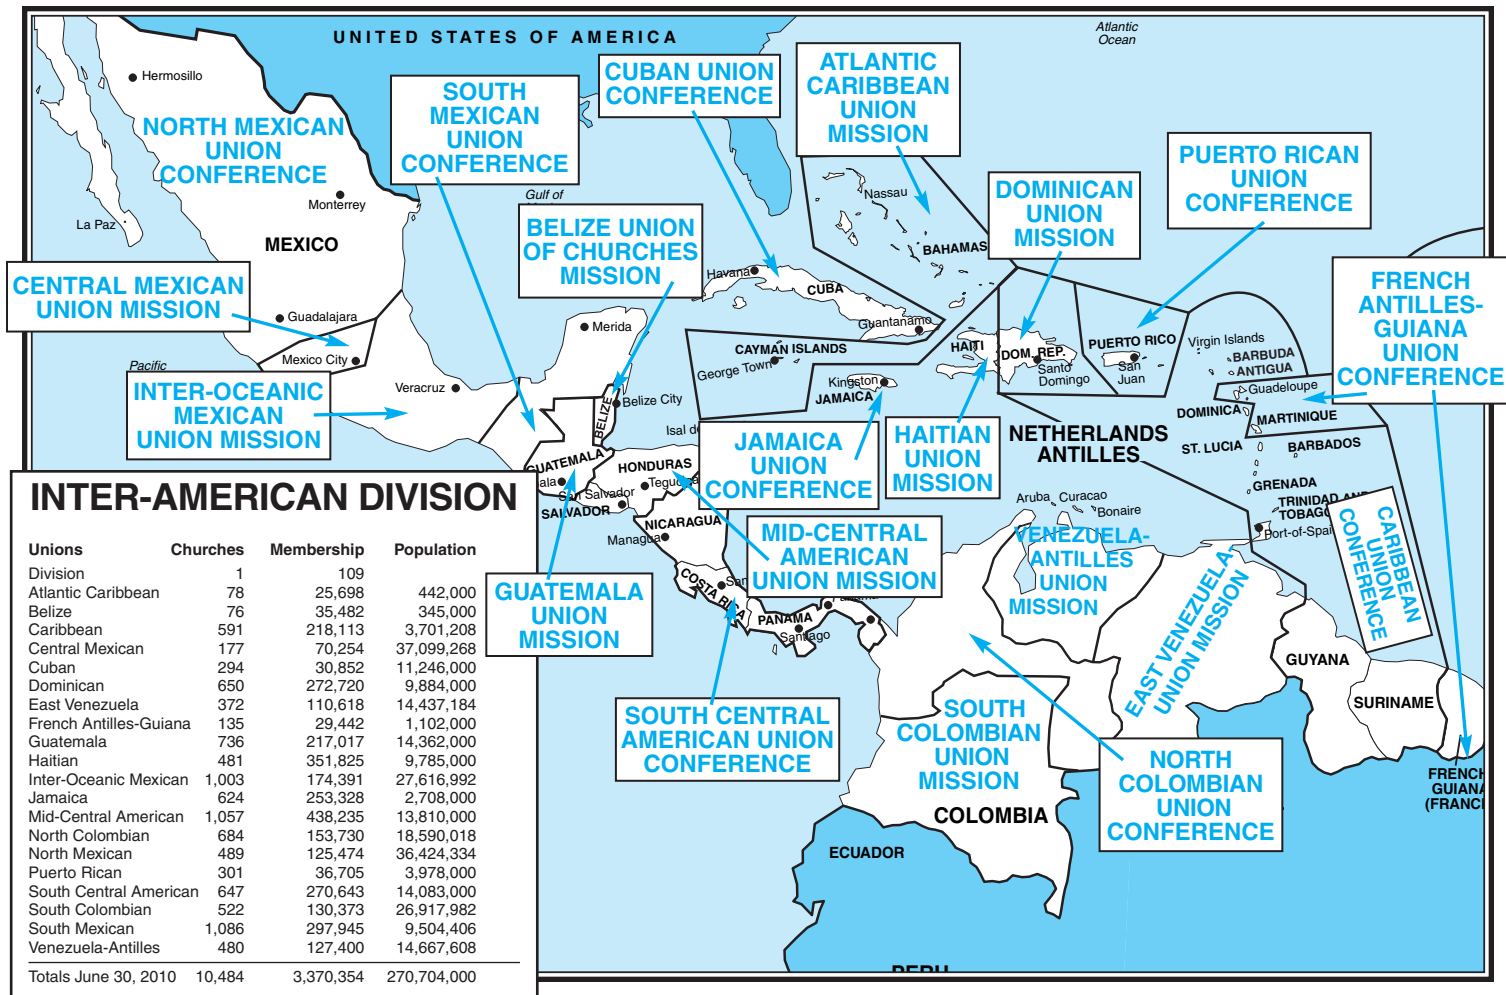 UNITED STATES OF AMERICA
Atlantic
Ocean
Hermosillo
NORTH MEXICAN
UNION
CONFERENCE
SOUTH
MEXICAN
UNION
CONFERENCE
CUBAN UNION
CONFERENCE
ATLANTIC
CARIBBEAN
UNION
MISSION
PUERTO RICAN
UNION
CONFERENCE
DOMINICAN
UNION
MISSION
Nassau
BAHAMAS
Monterrey
La Paz
MEXICO
Gulf of
BELIZE UNION
OF CHURCHES
MISSION
CENTRAL MEXICAN
UNION MISSION
FRENCH
ANTILLES-
GUIANA
UNION
CONFERENCE
Havana
CUBA
Guantanamo
Guadalajara
Merida
Mexico City
Pacific
CAYMAN ISLANDS
George Town
HAITI
DOM. REP.
Santo
Domingo
PUERTO RICO
San
Juan
Virgin Islands
BARBUDA
ANTIGUA
Guadeloupe
DOMINICA
MARTINIQUE
Kingston
JAMAICA
Veracruz
INTER-OCEANIC
MEXICAN
UNION MISSION
BELIZE
Belize City
Isal de
JAMAICA
UNION
CONFERENCE
HAITIAN
UNION
MISSION
NETHERLANDS
ANTILLES
ST. LUCIA
BARBADOS
GRENADA
TRINIDAD AND
TOBAGO
Port-of-Spai
GUATEMALA
ala
HONDURAS
Teguc
San Salvador
SALVADOR
NICARAGUA
Managua
Aruba
Curacao
Bonaire
MID-CENTRAL
AMERICAN
UNION MISSION
VENEZUELA-
ANTILLES
UNION
MISSION
CARIBBEAN
UNION
CONFERENCE
EAST VENEZUELA
UNION MISSION
COSTA RICA
San
PANAMA
Santiago
GUATEMALA
UNION
MISSION
GUYANA
SURINAME
SOUTH CENTRAL
AMERICAN UNION
CONFERENCE
SOUTH
COLOMBIAN
UNION
MISSION
NORTH
COLOMBIAN
UNION
CONFERENCE
FRENCH
GUIANA
(FRANC
COLOMBIA
ECUADOR
PERU
INTER-AMERICAN DIVISION
Unions Churches Membership Population
Division 1 109
Atlantic Caribbean 78 25,698 442,000
Belize 76 35,482 345,000
Caribbean 591 218,113 3,701,208
Central Mexican 177 70,254 37,099,268
Cuban 294 30,852 11,246,000
Dominican 650 272,720 9,884,000
East Venezuela 372 110,618 14,437,184
French Antilles-Guiana 135 29,442 1,102,000
Guatemala 736 217,017 14,362,000
Haitian 481 351,825 9,785,000
Inter-Oceanic Mexican 1,003 174,391 27,616,992
Jamaica 624 253,328 2,708,000
Mid-Central American 1,057 438,235 13,810,000
North Colombian 684 153,730 18,590,018
North Mexican 489 125,474 36,424,334
Puerto Rican 301 36,705 3,978,000
South Central American 647 270,643 14,083,000
South Colombian 522 130,373 26,917,982
South Mexican 1,086 297,945 9,504,406
Venezuela-Antilles 480 127,400 14,667,608
Totals June 30, 2010 10,484 3,370,354 270,704,000